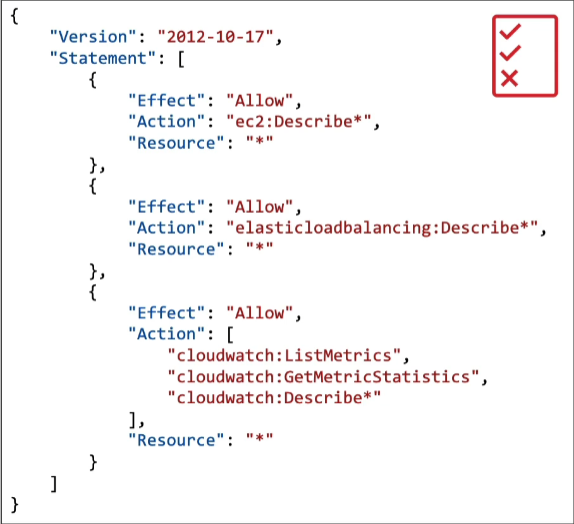 {
    "Version": "2012-10-17",
    "Statement": [
        {
            "Effect": "Allow",
            "Action": "ec2:Describe*",
            "Resource": "*"
        },
        {
            "Effect": "Allow",
            "Action": "elasticloadbalancing:Describe*",
            "Resource": "*"
        },
        {
            "Effect": "Allow",
            "Action": [
                "cloudwatch:ListMetrics",
                "cloudwatch:GetMetricStatistics",
                "cloudwatch:Describe*"
            ],
            "Resource": "*"
        }
    ]
}